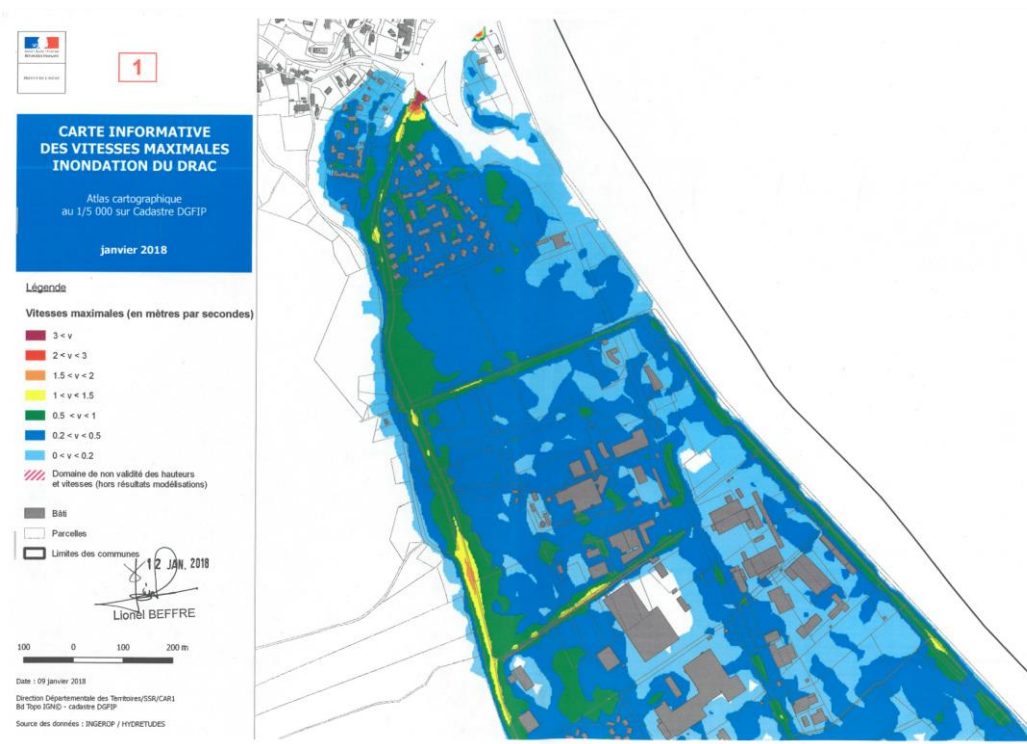 1
CARTE INFORMATIVE
DES VITESSES MAXIMALES
INONDATION DU DRAC
Atlas cartographique
au 1/5 000 sur Cadastre DGFIP
janvier 2018
Légende
Vitesses maximales (en mètres par secondes)
3 < v
2 < v < 3
1.5 < v < 2
1 < v < 1.5
0.5 < v < 1
0.2 < v < 0.5
0 < v < 0.2
Domaine de non validité des hauteurs
et vitesses (hors résultats modélisations)
Bâti
Parcelles
Limites des communes
12 JAN. 2018
Lionel BEFFRE
100 0 100 200 m
Date : 09 janvier 2018
Direction Départementale des Territoires/SSR/CAR1
Bd Topo IGN© - cadastre DGFIP
Source des données : INGEROP / HYDRETUDES